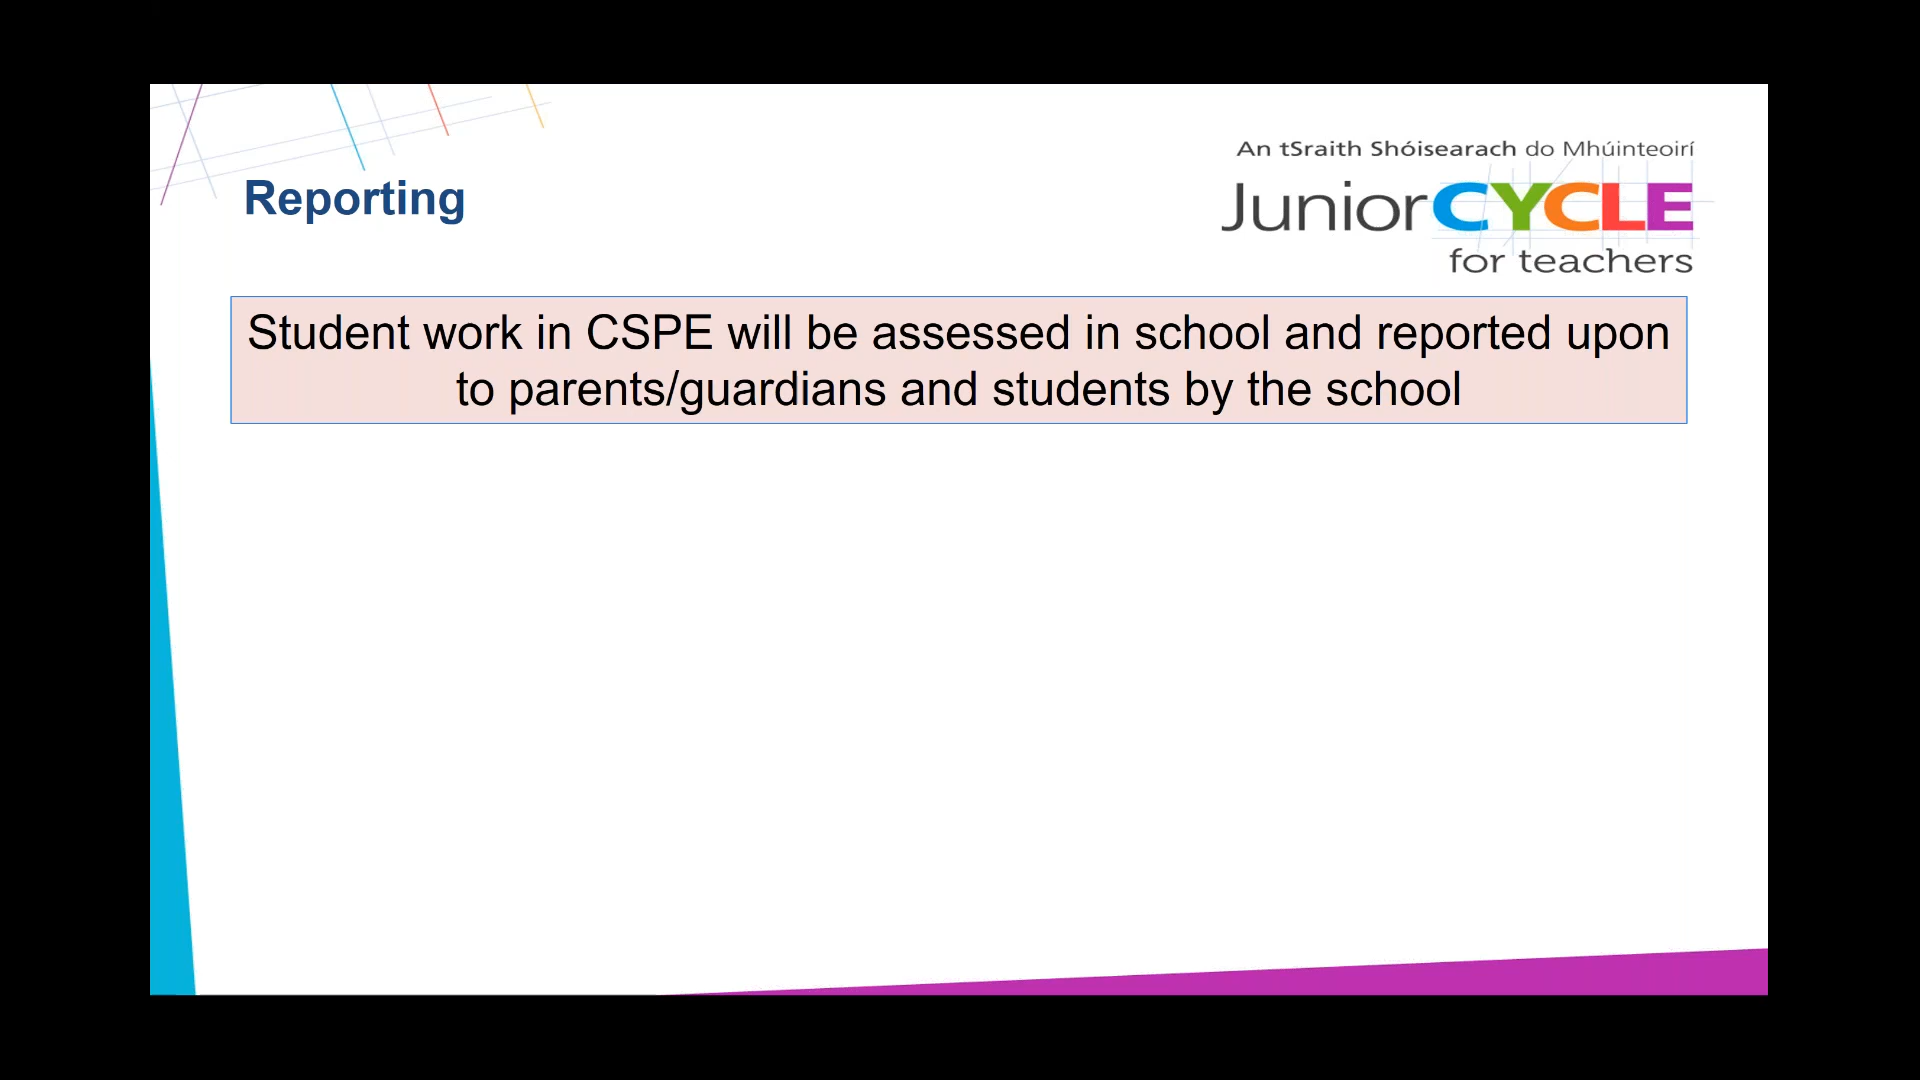 An tSraith Shóisearach do Mhúinteoirí
JuniorCYCLE
for teachers
Reporting
Student work in CSPE will be assessed in school and reported upon
to parents/guardians and students by the school